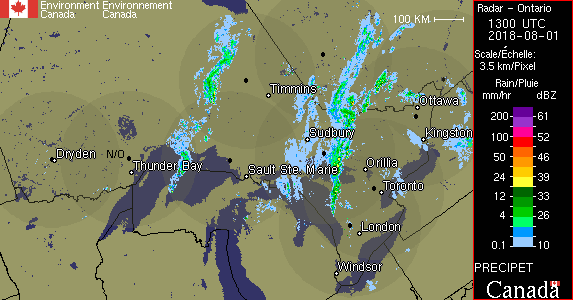 Environment Environnement
Canada Canada
100 KM
Timmins
Ottawa
Sudbury
Kingston
Dryden
N/O
Thunder Bay
Sault Ste. Marie
Orillia
Toronto
London
Windsor
Radar - Ontario
1300 UTC
2018-08-01
Scale/Échelle:
3.5 km/Pixel
Rain/Pluie
mm/hr dBZ
200 61
100 56
100 52
50 46
24 39
12 33
4 26
0.1 10
PRECIPET
Canada